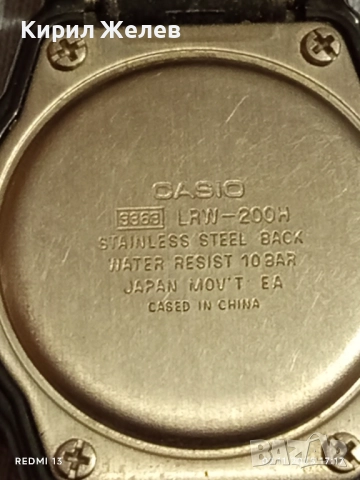 Кирил Желев
CASIO
3363 LRW-200H
STAINLESS STEEL BACK
WATER RESIST 10BAR
JAPAN MOV'T EA
CASED IN CHINA
REDMI 13